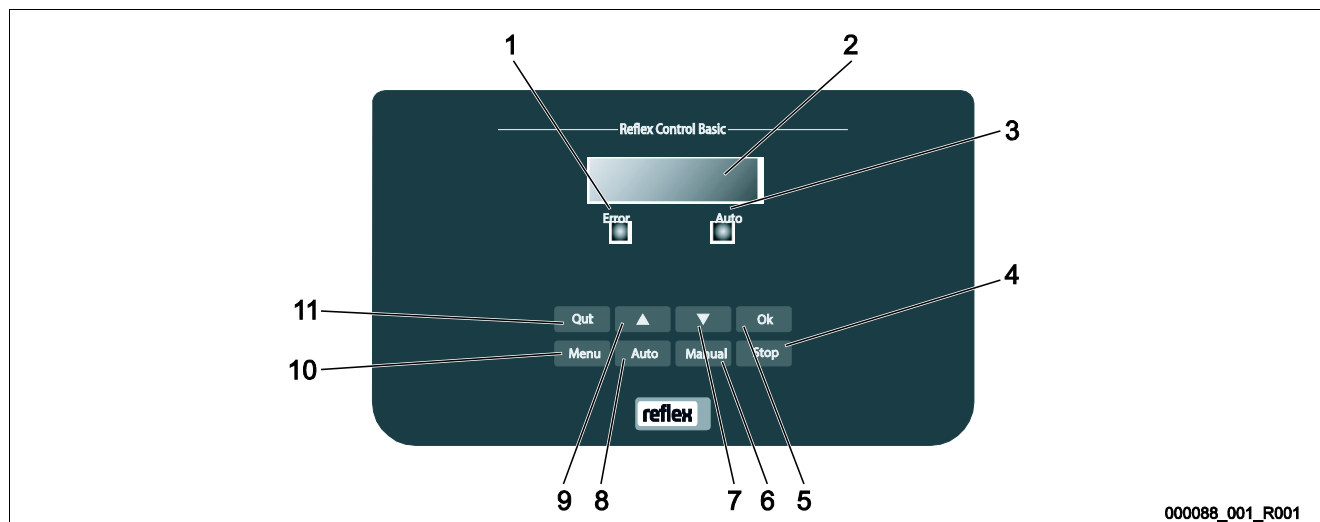 1
2
Reflex Control Basic
3
Error
Auto
4
11
Qut
▲
▼
Ok
10
Menu
Auto
Manual
Stop
reflex
9
8
7
6
5
000088_001_R001